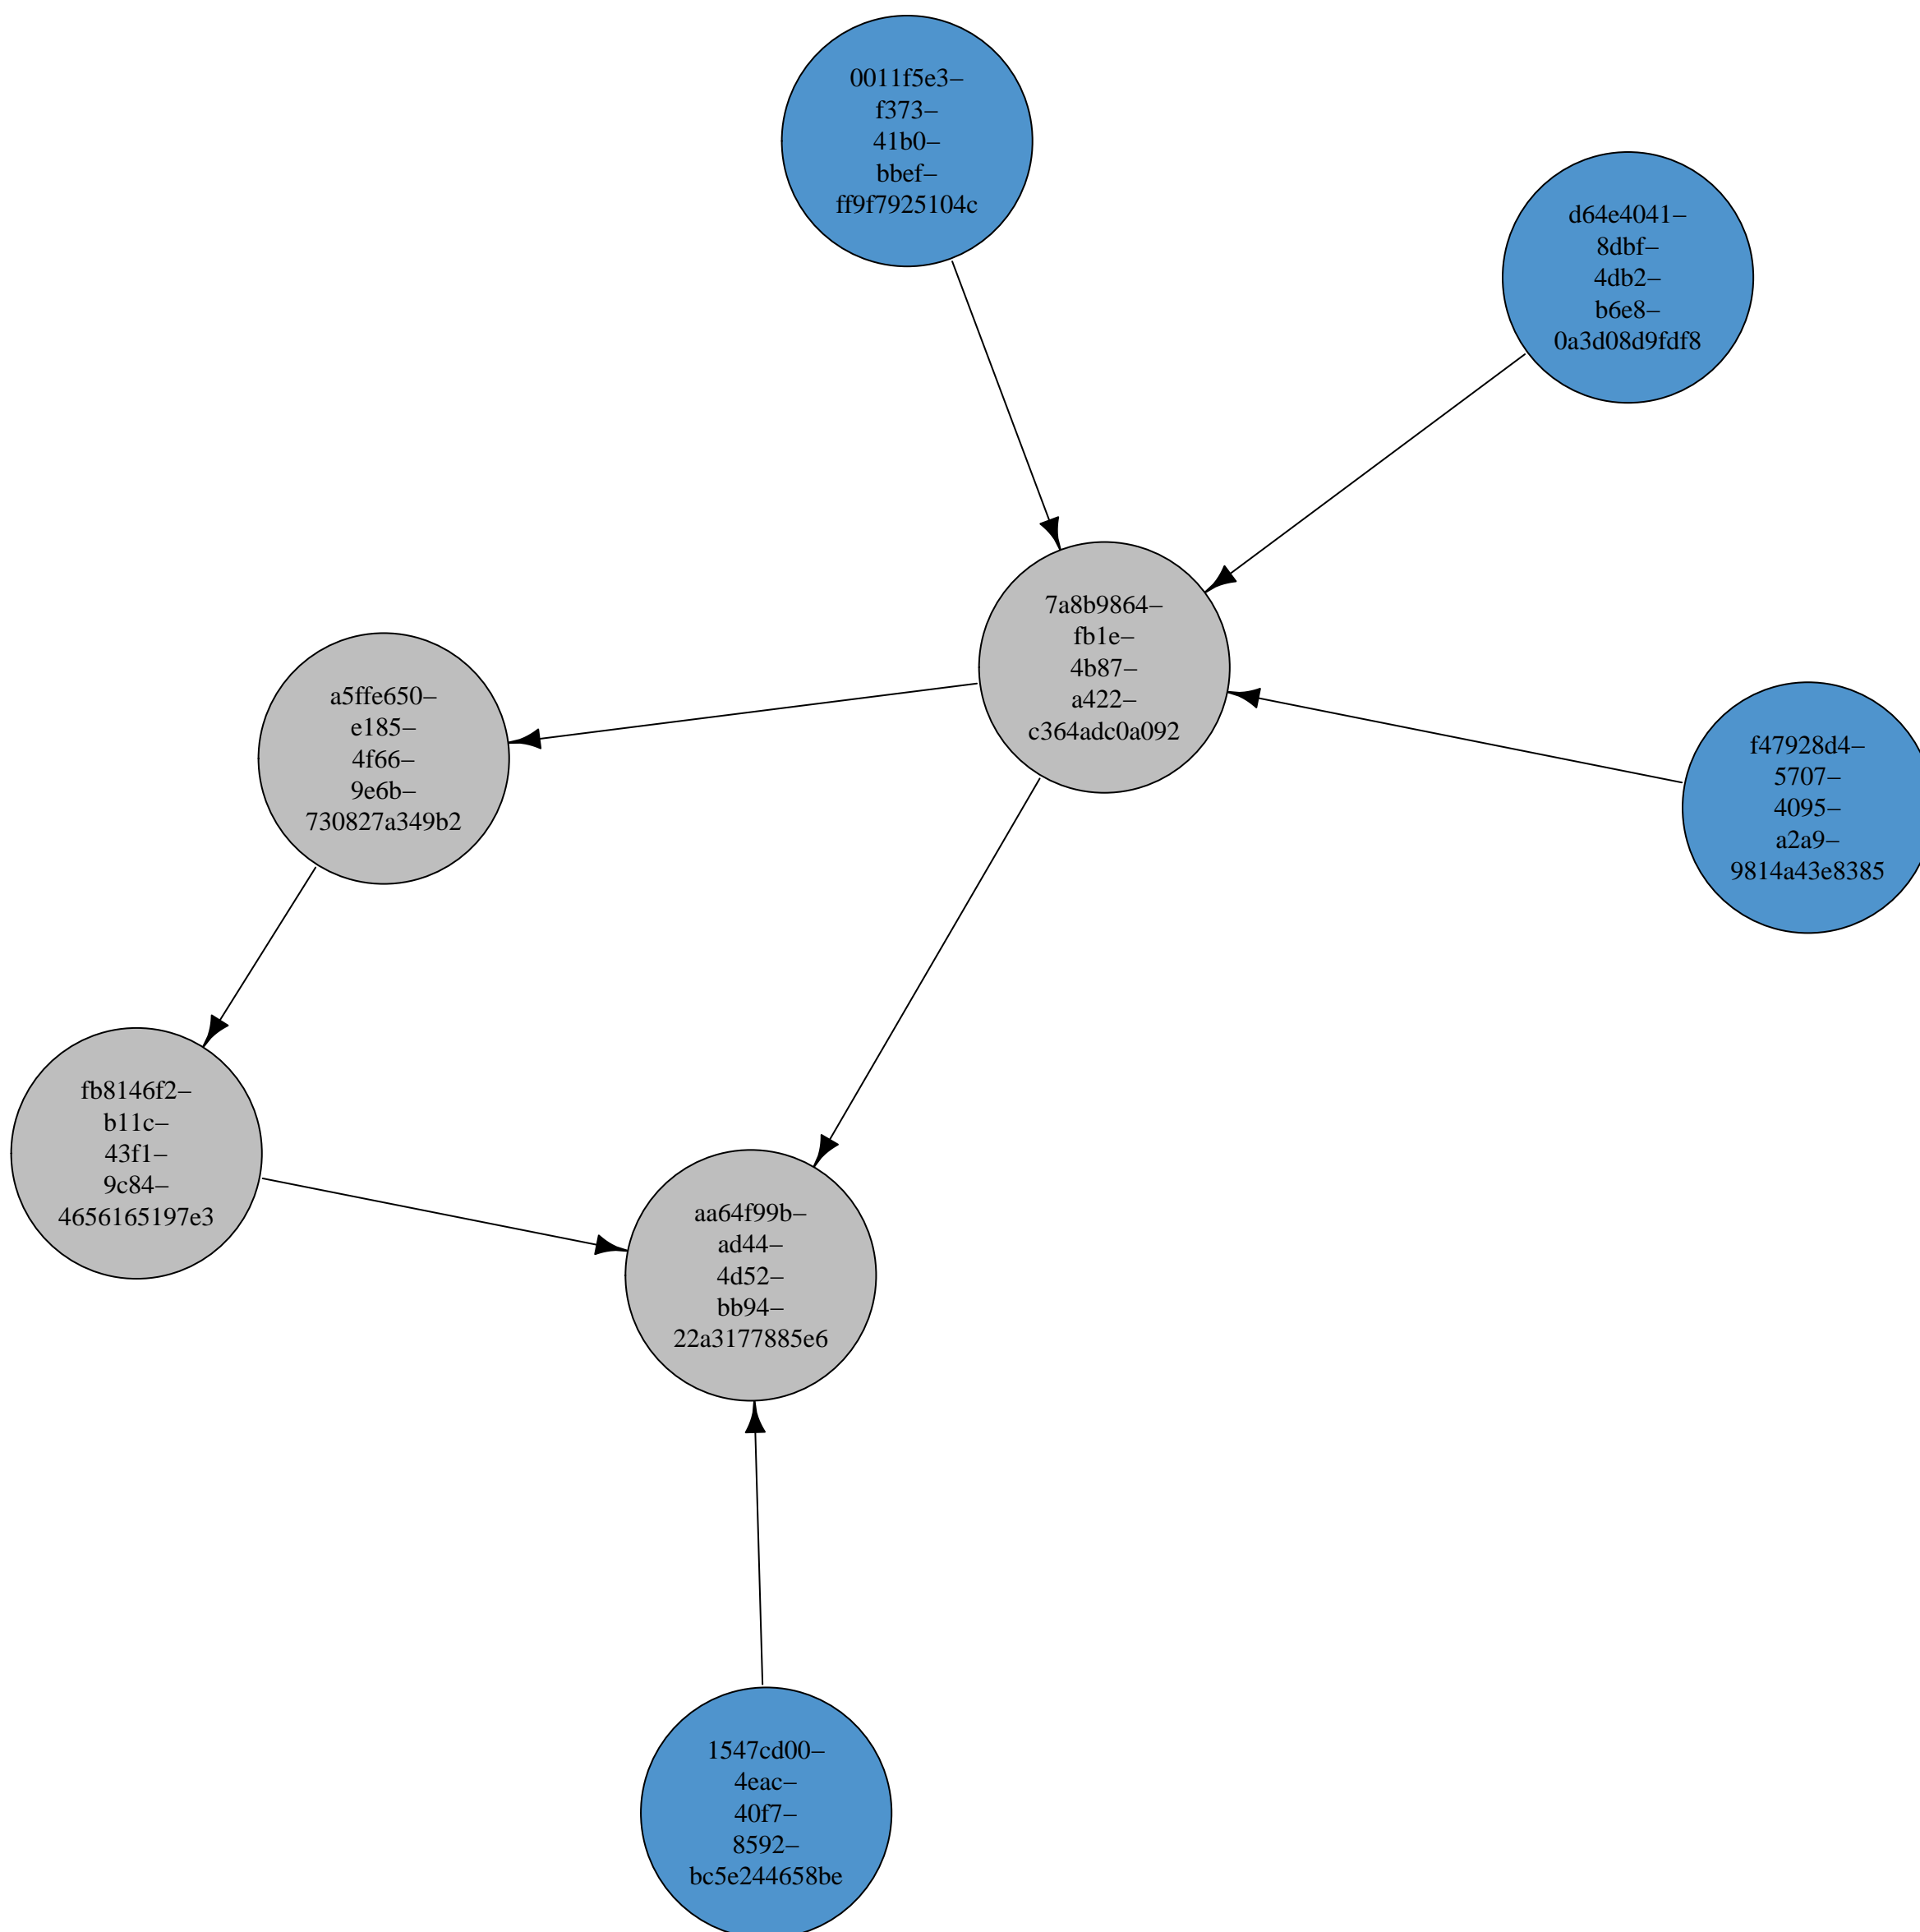 0011f5e3–
f373–
41b0–
bbef–
ff9f7925104c
d64e4041–
8dbf–
4db2–
b6e8–
0a3d08d9fdf8
7a8b9864–
fb1e–
4b87–
a422–
c364adc0a092
a5ffe650–
e185–
4f66–
9e6b–
730827a349b2
f47928d4–
5707–
4095–
a2a9–
9814a43e8385
fb8146f2–
b11c–
43f1–
9c84–
4656165197e3
aa64f99b–
ad44–
4d52–
bb94–
22a3177885e6
1547cd00–
4eac–
40f7–
8592–
bc5e244658be